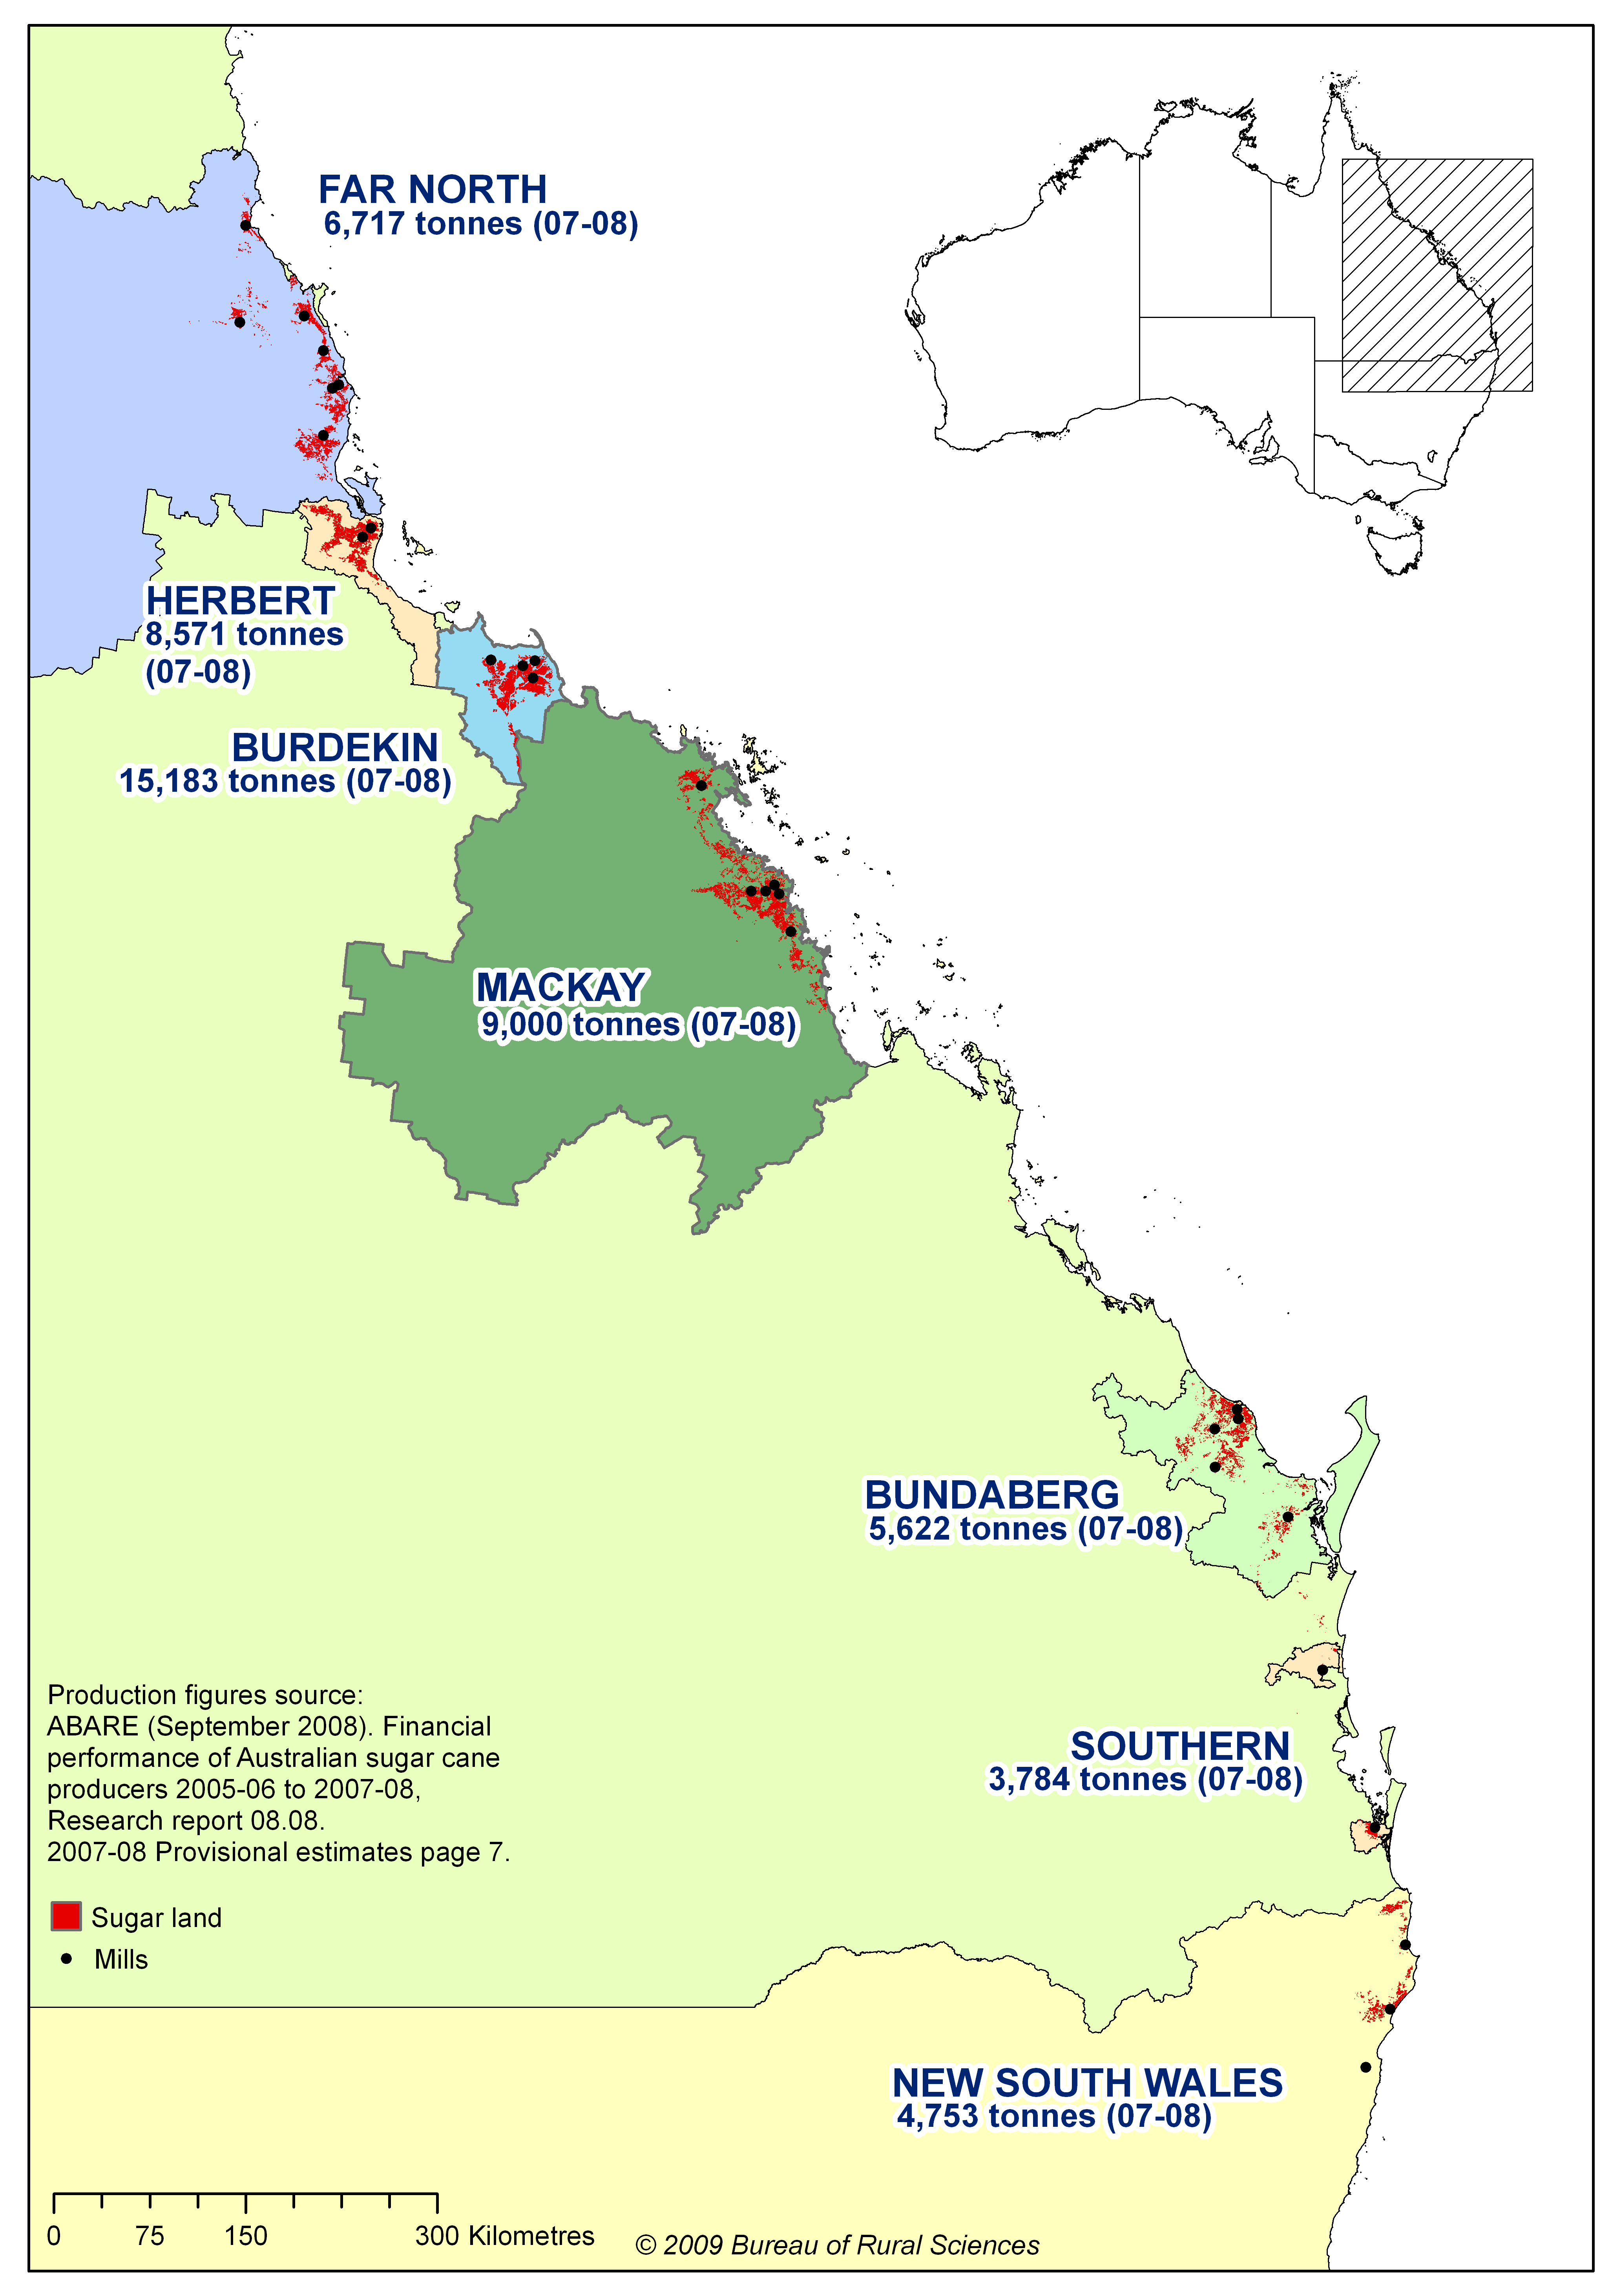 FAR NORTH
6,717 tonnes (07-08)
HERBERT
8,571 tonnes
(07-08)
BURDEKIN
15,183 tonnes (07-08)
MACKAY
9,000 tonnes (07-08)
BUNDABERG
5,622 tonnes (07-08)
SOUTHERN
3,784 tonnes (07-08)
NEW SOUTH WALES
4,753 tonnes (07-08)
Production figures source:
ABARE (September 2008). Financial
performance of Australian sugar cane
producers 2005-06 to 2007-08,
Research report 08.08.
2007-08 Provisional estimates page 7.
Sugar land
Mills
0 75 150 300 Kilometres
© 2009 Bureau of Rural Sciences